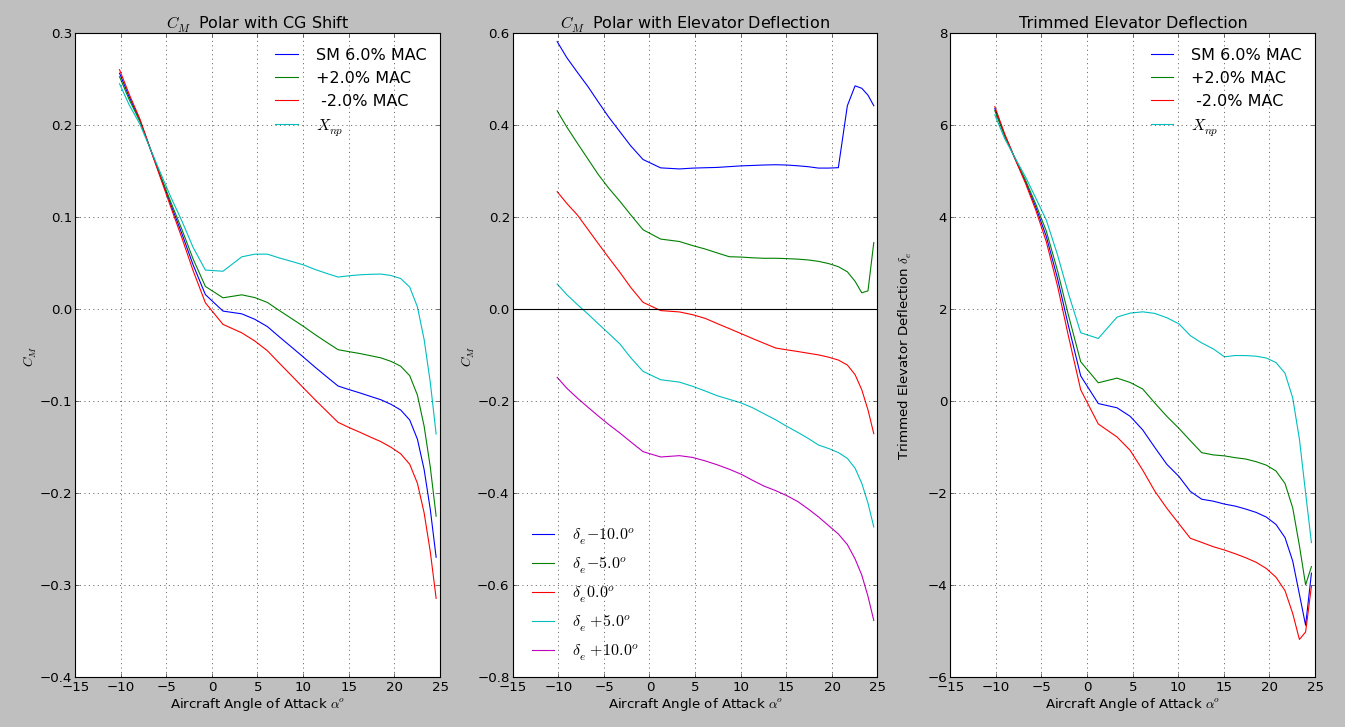 C_M Polar with CG Shift
0.3
0.2
0.1
0.0
−0.1
−0.2
−0.3
−0.4
C_M
−15 −10 −5 0 5 10 15 20 25
Aircraft Angle of Attack α°
SM 6.0% MAC
+2.0% MAC
-2.0% MAC
X_np
C_M Polar with Elevator Deflection
0.6
0.4
0.2
0.0
−0.2
−0.4
−0.6
−0.8
C_M
−15 −10 −5 0 5 10 15 20 25
Aircraft Angle of Attack α°
δ_e −10.0°
δ_e −5.0°
δ_e 0.0°
δ_e +5.0°
δ_e +10.0°
Trimmed Elevator Deflection
8
6
4
2
0
−2
−4
−6
Trimmed Elevator Deflection δ_e
−15 −10 −5 0 5 10 15 20 25
Aircraft Angle of Attack α°
SM 6.0% MAC
+2.0% MAC
-2.0% MAC
X_np